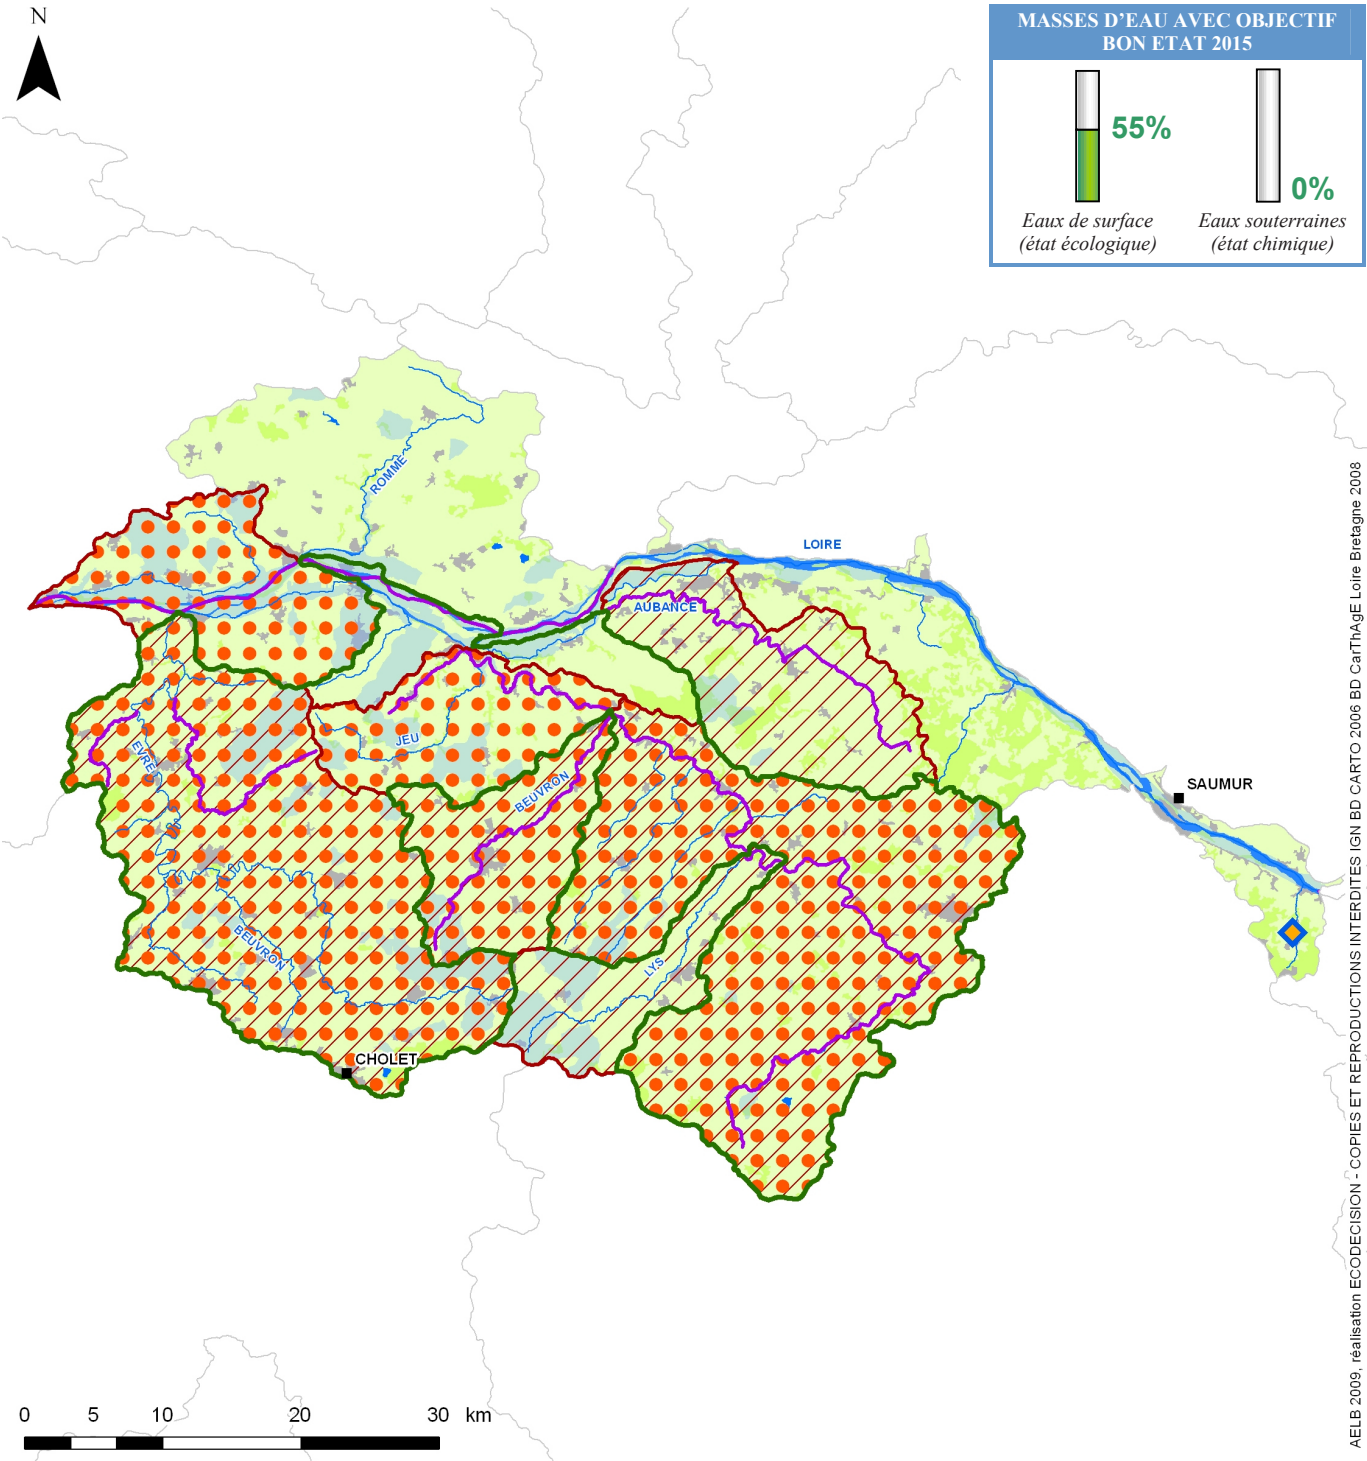 N
MASSES D'EAU AVEC OBJECTIF
BON ETAT 2015
55%
0%
Eaux de surface
(état écologique)
Eaux souterraines
(état chimique)
ROMME
LOIRE
AUBANCE
EVRE
JEU
BEUVRON
SAUMUR
BEUVRON
LYS
CHOLET
0 5 10 20 30 km
AELB 2009, réalisation ECODECISION - COPIES ET REPRODUCTIONS INTERDITES IGN BD CARTO 2006 BD CarThAgE Loire Bretagne 2008